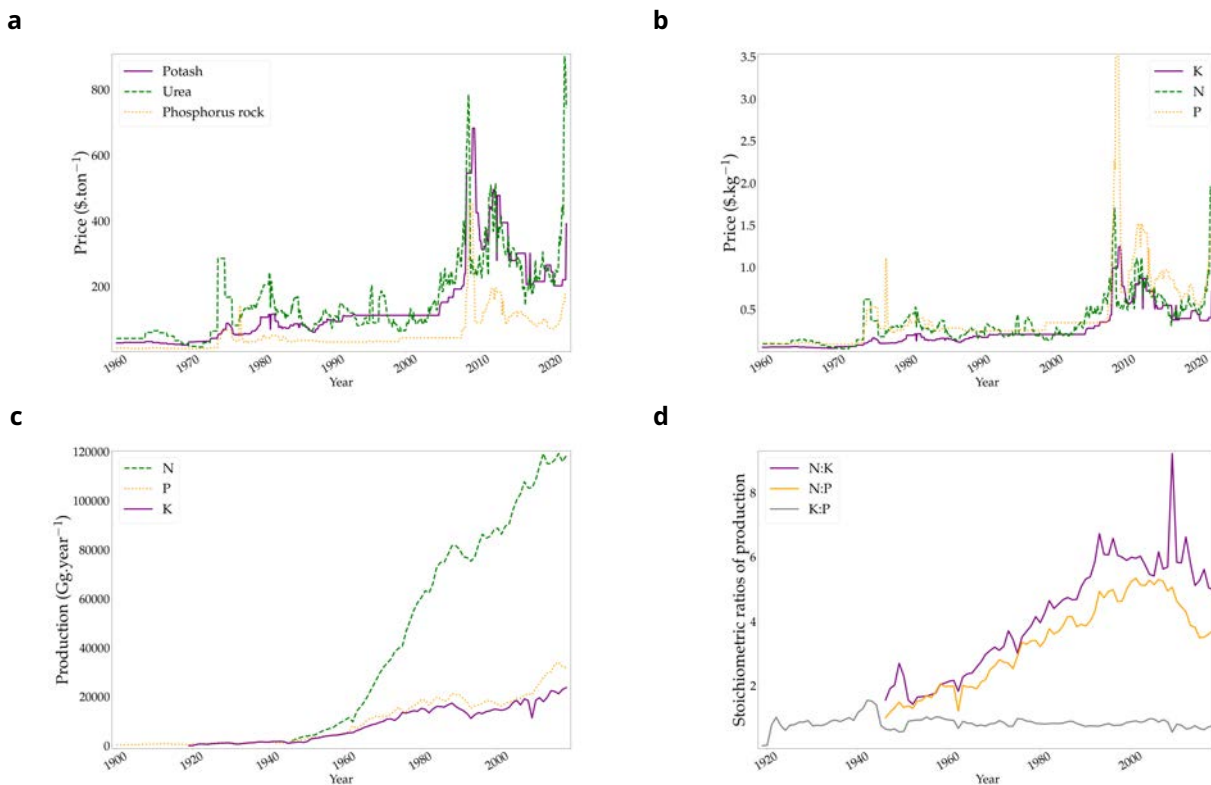 a
Potash
Urea
Phosphorus rock
800
600
400
200
Price ($.ton⁻¹)
1960
1970
1980
1990
2000
2010
2020
Year
b
K
N
P
3.5
3.0
2.5
2.0
1.5
1.0
0.5
Price ($.kg⁻¹)
1960
1970
1980
1990
2000
2010
2020
Year
c
N
P
K
120000
100000
80000
60000
40000
20000
0
Production (Gg.year⁻¹)
1900
1920
1940
1960
1980
2000
Year
d
N:K
N:P
K:P
8
6
4
2
Stoichiometric ratios of production
1920
1940
1960
1980
2000
Year